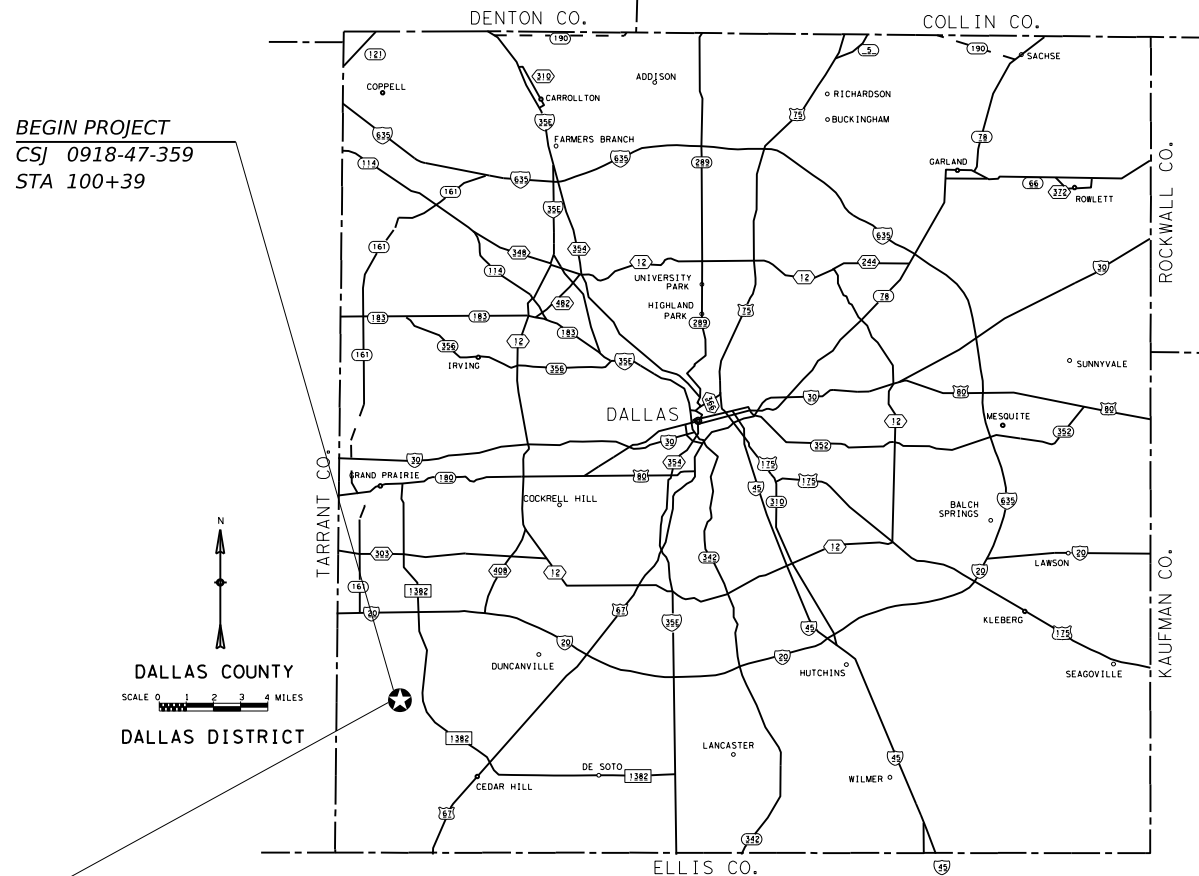 DENTON CO.
COLLIN CO.
190
121
5
190
SACHSE
310
ADDISON
COPPELL
CARROLLTON
RICHARDSON
75
35E
BUCKINGHAM
BEGIN PROJECT
CSJ 0918-47-359
STA 100+39
635
FARMERS BRANCH
78
635
289
114
GARLAND
635
161
66
372
ROWLETT
35E
ROCKWALL CO.
635
161
354
348
12
244
30
114
12
UNIVERSITY
PARK
78
482
HIGHLAND
PARK
75
183
183
289
183
12
356
161
IRVING
356
35E
SUNNYVALE
80
30
366
80
DALLAS
MESQUITE
12
352
30
352
30
354
175
GRAND PRAIRIE
180
80
175
45
COCKRELL HILL
310
635
BALCH
SPRINGS
TARRANT CO.
N
303
12
20
342
LAWSON
408
12
20
161
1382
KAUFMAN CO.
20
67
35E
KLEBERG
45
175
20
20
DUNCANVILLE
HUTCHINS
SEAGOVILLE
DALLAS COUNTY
SCALE 0 1 2 3 4 MILES
DALLAS DISTRICT
1382
LANCASTER
45
DE SOTO
1382
WILMER
CEDAR HILL
67
342
ELLIS CO.
45